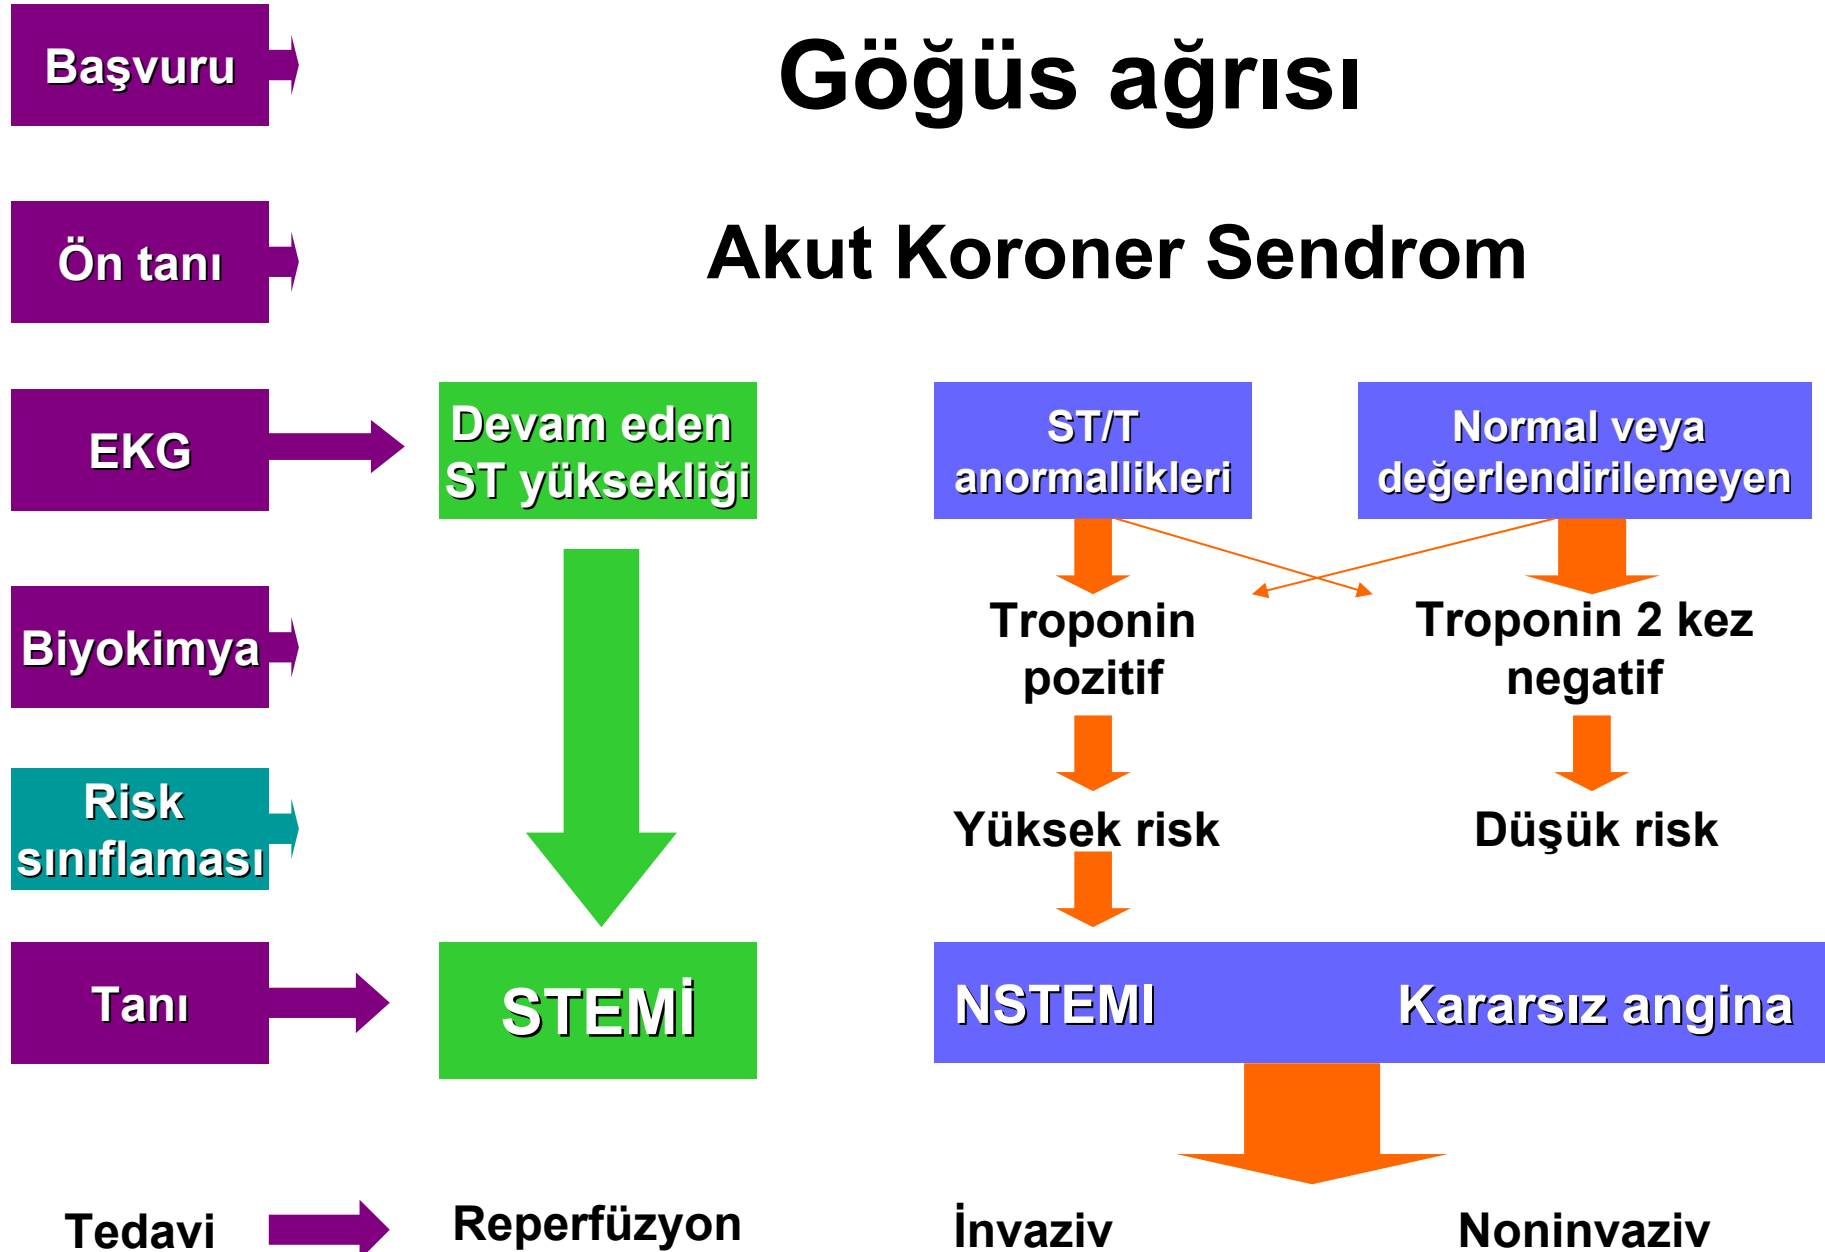 Başvuru
Göğüs ağrısı
Ön tanı
Akut Koroner Sendrom
EKG
Devam eden
ST yüksekliği
ST/T
anormallikleri
Normal veya
değerlendirilemeyen
Biyokimya
Troponin
pozitif
Troponin 2 kez
negatif
Risk
sınıflaması
Yüksek risk
Düşük risk
Tanı
STEMİ
NSTEMI
Kararsız angina
Tedavi
Reperfüzyon
İnvaziv
Noninvaziv